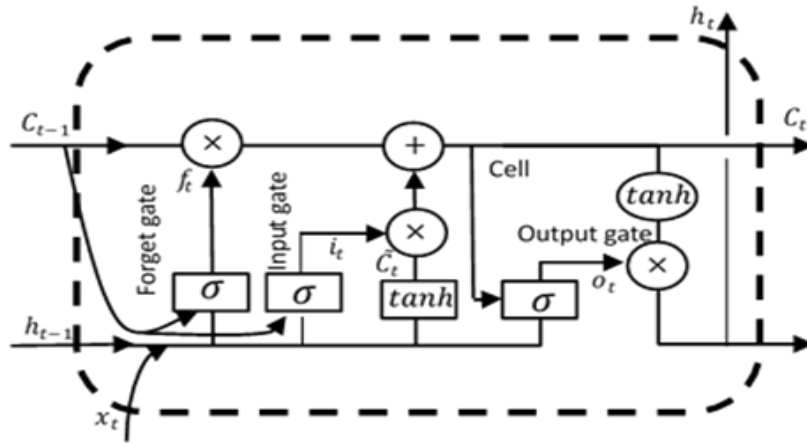 h_t
C_{t-1}
C_t
×
+
f_t
Cell
tanh
Forget gate
Input gate
i_t
×
C̃_t
Output gate
×
o_t
σ
σ
tanh
σ
h_{t-1}
x_t